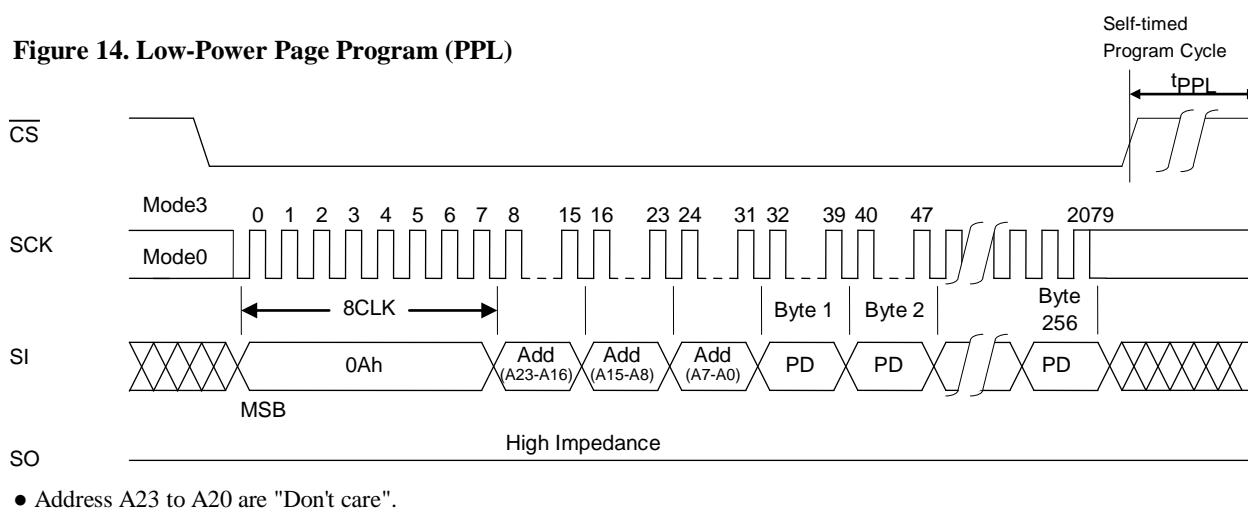 Figure 14. Low-Power Page Program (PPL)
Self-timed
Program Cycle
tPPL
CS
Mode3
0 1 2 3 4 5 6 7 8 15 16 23 24 31 32 39 40 47 2079
SCK
Mode0
8CLK
Byte 1
Byte 2
Byte
256
SI
0Ah
Add
(A23-A16)
Add
(A15-A8)
Add
(A7-A0)
PD
PD
PD
MSB
High Impedance
SO
● Address A23 to A20 are "Don't care".